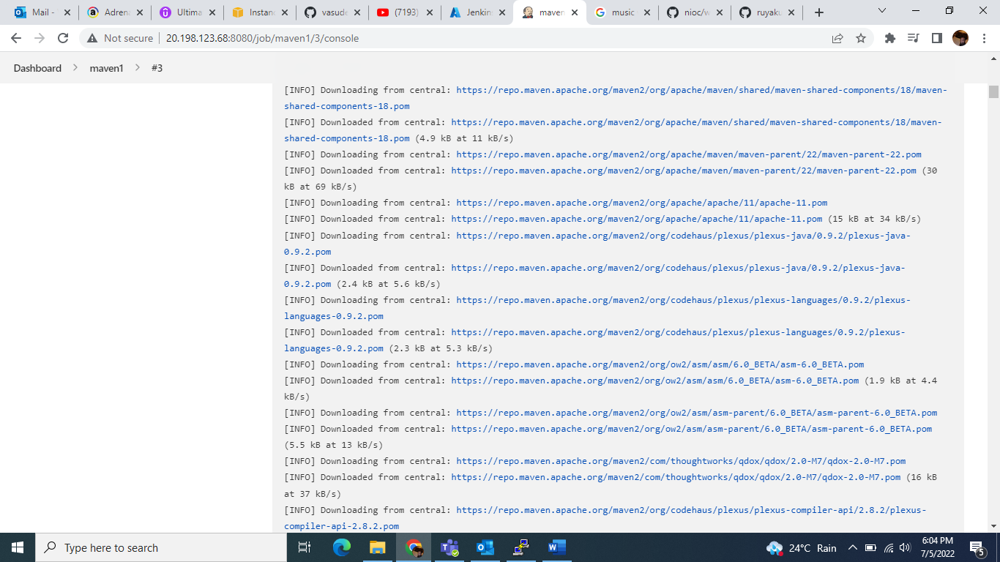 Mail -
Adrena
Ultima
Instanc
vasude
(7193)
Jenkin
maven
music
nioc/w
ruyaku
Not secure
20.198.123.68:8080/job/maven1/3/console
Dashboard
maven1
#3
[INFO] Downloading from central: https://repo.maven.apache.org/maven2/org/apache/maven/shared/maven-shared-components/18/maven-
shared-components-18.pom
[INFO] Downloaded from central: https://repo.maven.apache.org/maven2/org/apache/maven/shared/maven-shared-components/18/maven-
shared-components-18.pom (4.9 kB at 11 kB/s)
[INFO] Downloading from central: https://repo.maven.apache.org/maven2/org/apache/maven/maven-parent/22/maven-parent-22.pom
[INFO] Downloaded from central: https://repo.maven.apache.org/maven2/org/apache/maven/maven-parent/22/maven-parent-22.pom (30
kB at 69 kB/s)
[INFO] Downloading from central: https://repo.maven.apache.org/maven2/org/apache/apache/11/apache-11.pom
[INFO] Downloaded from central: https://repo.maven.apache.org/maven2/org/apache/apache/11/apache-11.pom (15 kB at 34 kB/s)
[INFO] Downloading from central: https://repo.maven.apache.org/maven2/org/codehaus/plexus/plexus-java/0.9.2/plexus-java-
0.9.2.pom
[INFO] Downloaded from central: https://repo.maven.apache.org/maven2/org/codehaus/plexus/plexus-java/0.9.2/plexus-java-
0.9.2.pom (2.4 kB at 5.6 kB/s)
[INFO] Downloading from central: https://repo.maven.apache.org/maven2/org/codehaus/plexus/plexus-languages/0.9.2/plexus-
languages-0.9.2.pom
[INFO] Downloaded from central: https://repo.maven.apache.org/maven2/org/codehaus/plexus/plexus-languages/0.9.2/plexus-
languages-0.9.2.pom (2.3 kB at 5.3 kB/s)
[INFO] Downloading from central: https://repo.maven.apache.org/maven2/org/ow2/asm/asm/6.0_BETA/asm-6.0_BETA.pom
[INFO] Downloaded from central: https://repo.maven.apache.org/maven2/org/ow2/asm/asm/6.0_BETA/asm-6.0_BETA.pom (1.9 kB at 4.4
kB/s)
[INFO] Downloading from central: https://repo.maven.apache.org/maven2/org/ow2/asm/asm-parent/6.0_BETA/asm-parent-6.0_BETA.pom
[INFO] Downloaded from central: https://repo.maven.apache.org/maven2/org/ow2/asm/asm-parent/6.0_BETA/asm-parent-6.0_BETA.pom
(5.5 kB at 13 kB/s)
[INFO] Downloading from central: https://repo.maven.apache.org/maven2/com/thoughtworks/qdox/qdox/2.0-M7/qdox-2.0-M7.pom
[INFO] Downloaded from central: https://repo.maven.apache.org/maven2/com/thoughtworks/qdox/qdox/2.0-M7/qdox-2.0-M7.pom (16 kB
at 37 kB/s)
[INFO] Downloading from central: https://repo.maven.apache.org/maven2/org/codehaus/plexus/plexus-compiler-api/2.8.2/plexus-
compiler-api-2.8.2.pom
Type here to search
24°C Rain
6:04 PM
7/5/2022
5